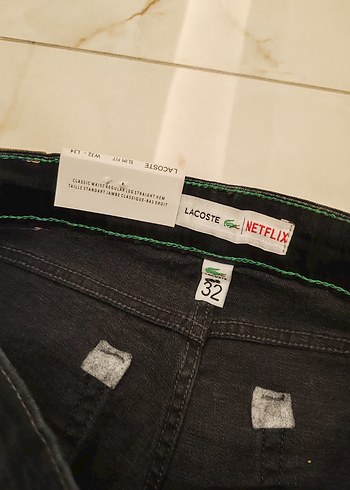 LACOSTE SLIM FIT W32 - L34
CLASSIC WAIST REGULAR LEG STRAIGHT HEM
TAILLE STANDARD JAMBE CLASSIQUE-BAS DROIT
LACOSTE NETFLIX
32